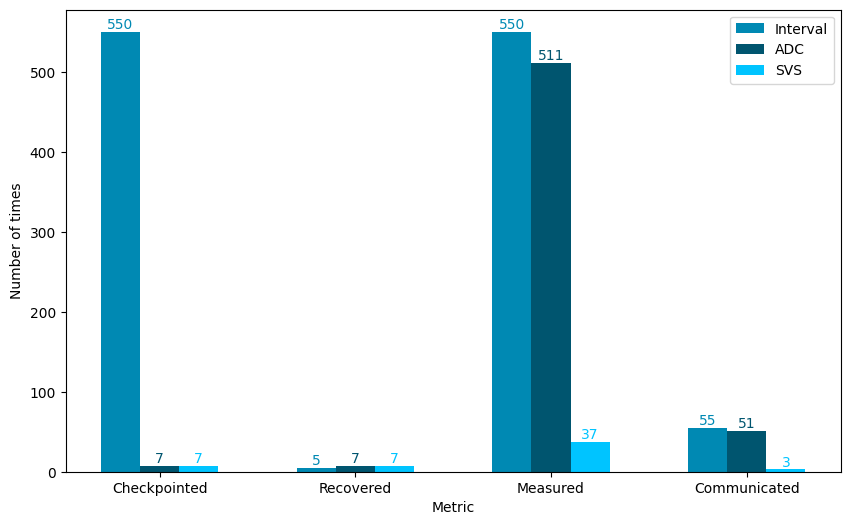 550
550
Interval
ADC
SVS
511
7
7
5
7
7
37
55
51
3
500
400
300
200
100
0
Number of times
Checkpointed
Recovered
Measured
Communicated
Metric